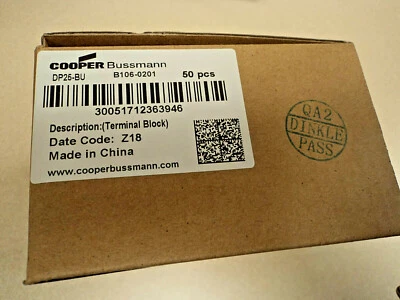 COOPER Bussmann
DP25-BU B106-0201 50 pcs
30051712363946
Description:(Terminal Block)
Date Code: Z18
Made in China
www.cooperbussmann.com
QA2
DINKLE
PASS